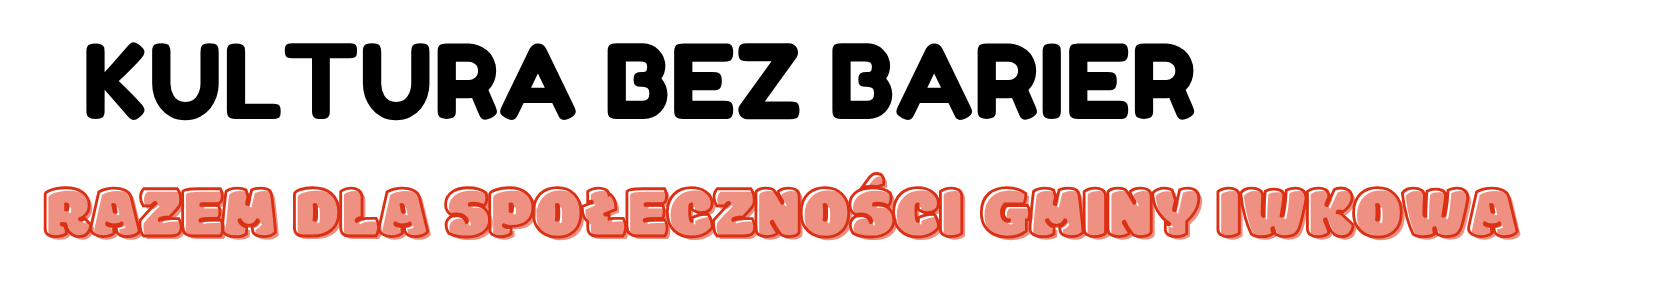 KULTURA BEZ BARIER
RAZEM DLA SPOŁECZNOŚCI GMINY IWKOWA